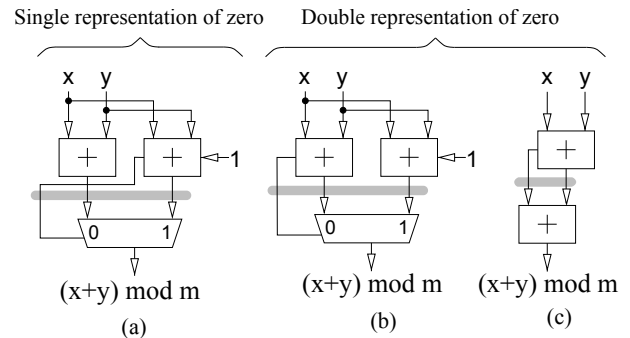 Single representation of zero
Double representation of zero
x y
x y
x y
+ +
1
+ +
1
+
0 1
0 1
+
(x+y) mod m
(x+y) mod m
(x+y) mod m
(a)
(b)
(c)